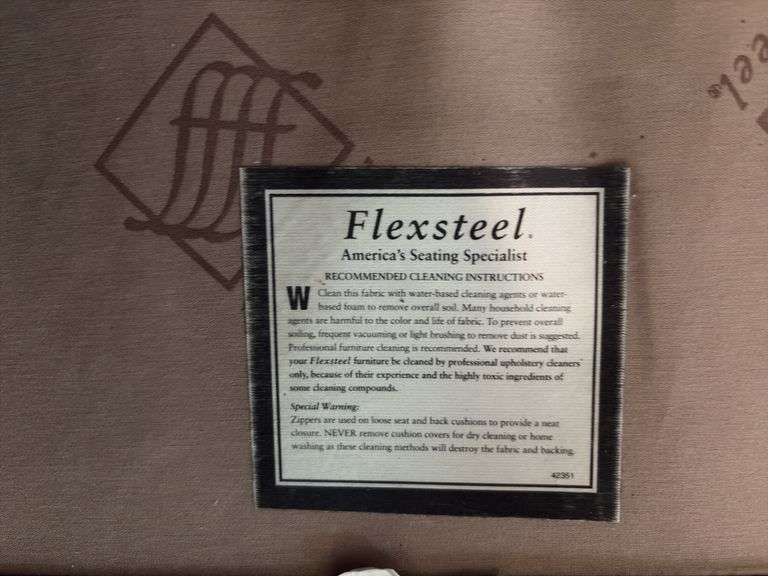 eel®
Flexsteel®
America's Seating Specialist
RECOMMENDED CLEANING INSTRUCTIONS
W Clean this fabric with water-based cleaning agents or water-
based foam to remove overall soil. Many household cleaning
agents are harmful to the color and life of fabric. To prevent overall
soiling, frequent vacuuming or light brushing to remove dust is suggested.
Professional furniture cleaning is recommended. We recommend that
your Flexsteel furniture be cleaned by professional upholstery cleaners
only, because of their experience and the highly toxic ingredients of
some cleaning compounds.
Special Warning:
Zippers are used on loose seat and back cushions to provide a neat
closure. NEVER remove cushion covers for dry cleaning or home
washing as these cleaning methods will destroy the fabric and backing.
42351